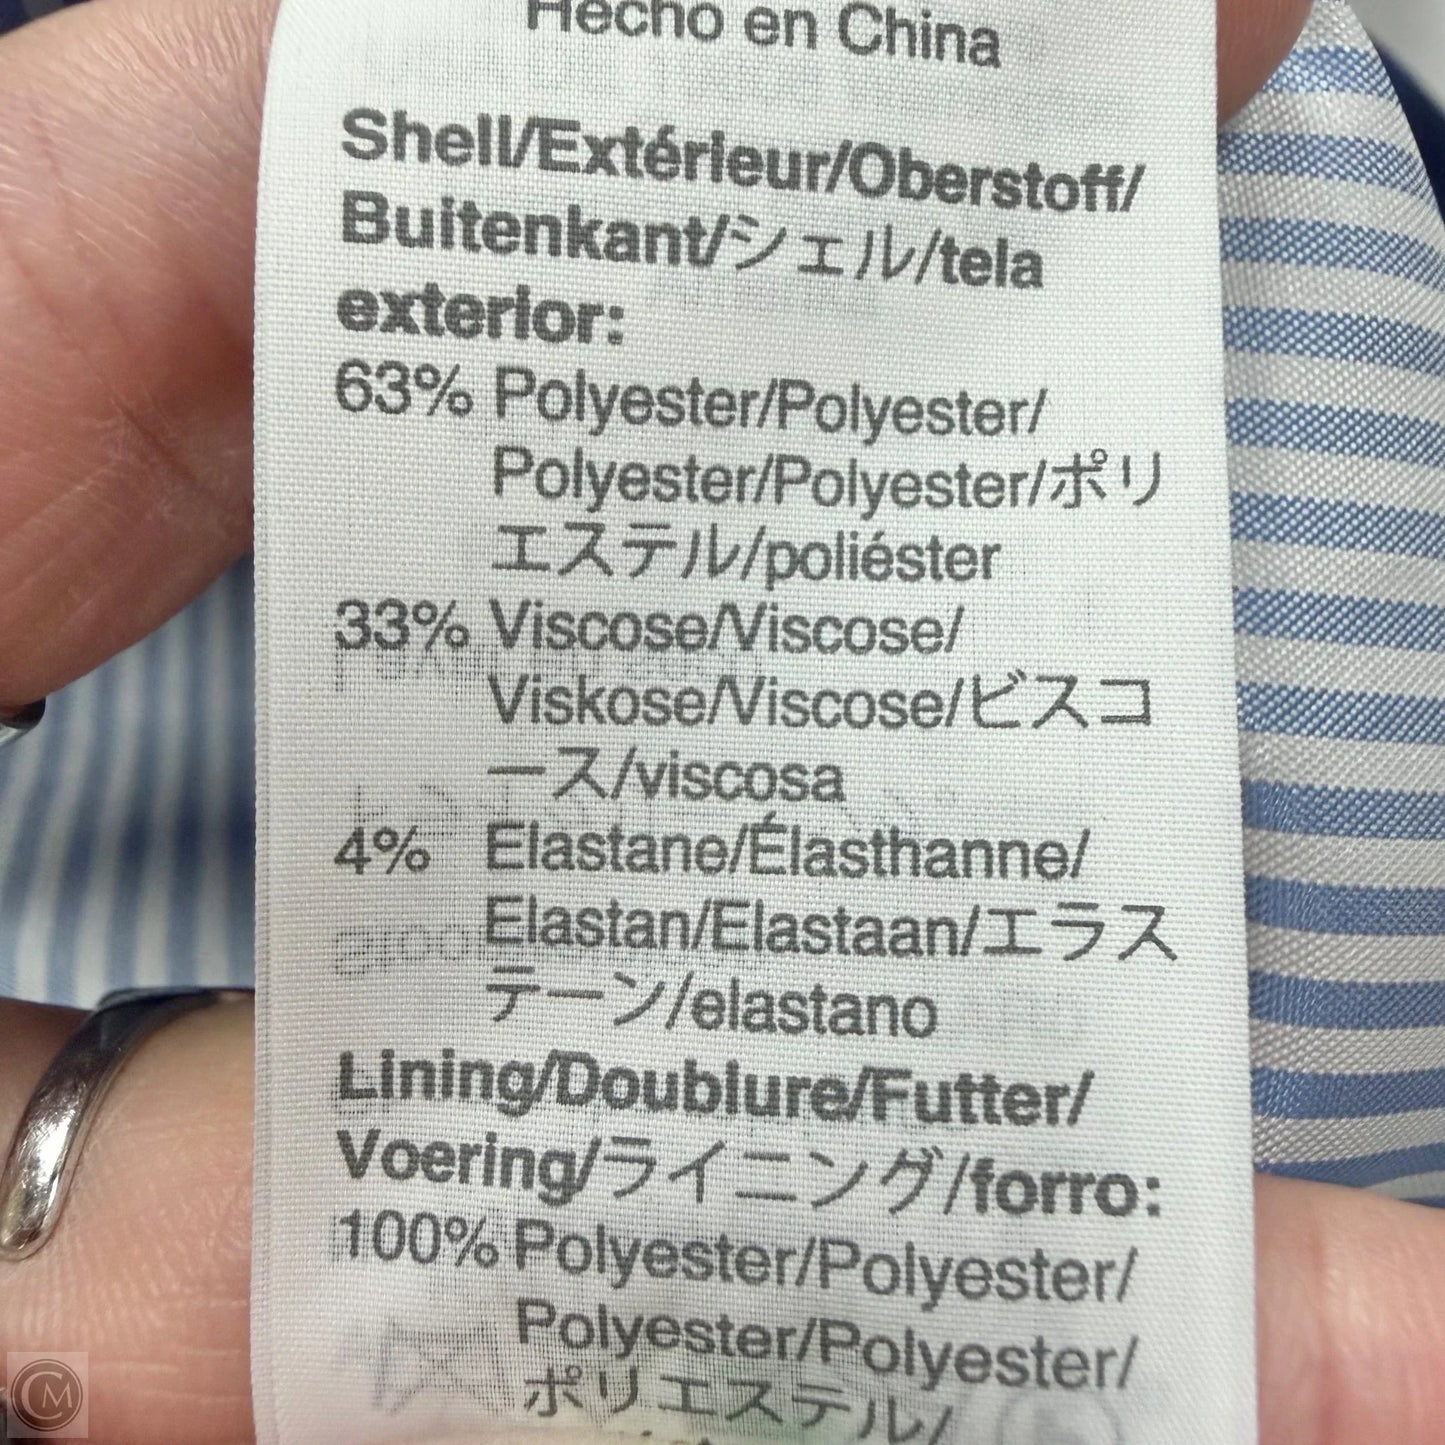 Hecho en China
Shell/Extérieur/Oberstoff/
Buitenkant/シェル/tela
exterior:
63% Polyester/Polyester/
Polyester/Polyester/ポリ
エステル/poliéster
33% Viscose/Viscose/
Viskose/Viscose/ビスコ
ース/viscosa
4% Elastane/Élasthanne/
Elastan/Elastaan/エラス
テーン/elastano
Lining/Doublure/Futter/
Voering/ライニング/forro:
100% Polyester/Polyester/
Polyester/Polyester/
ポリエステル/
CM